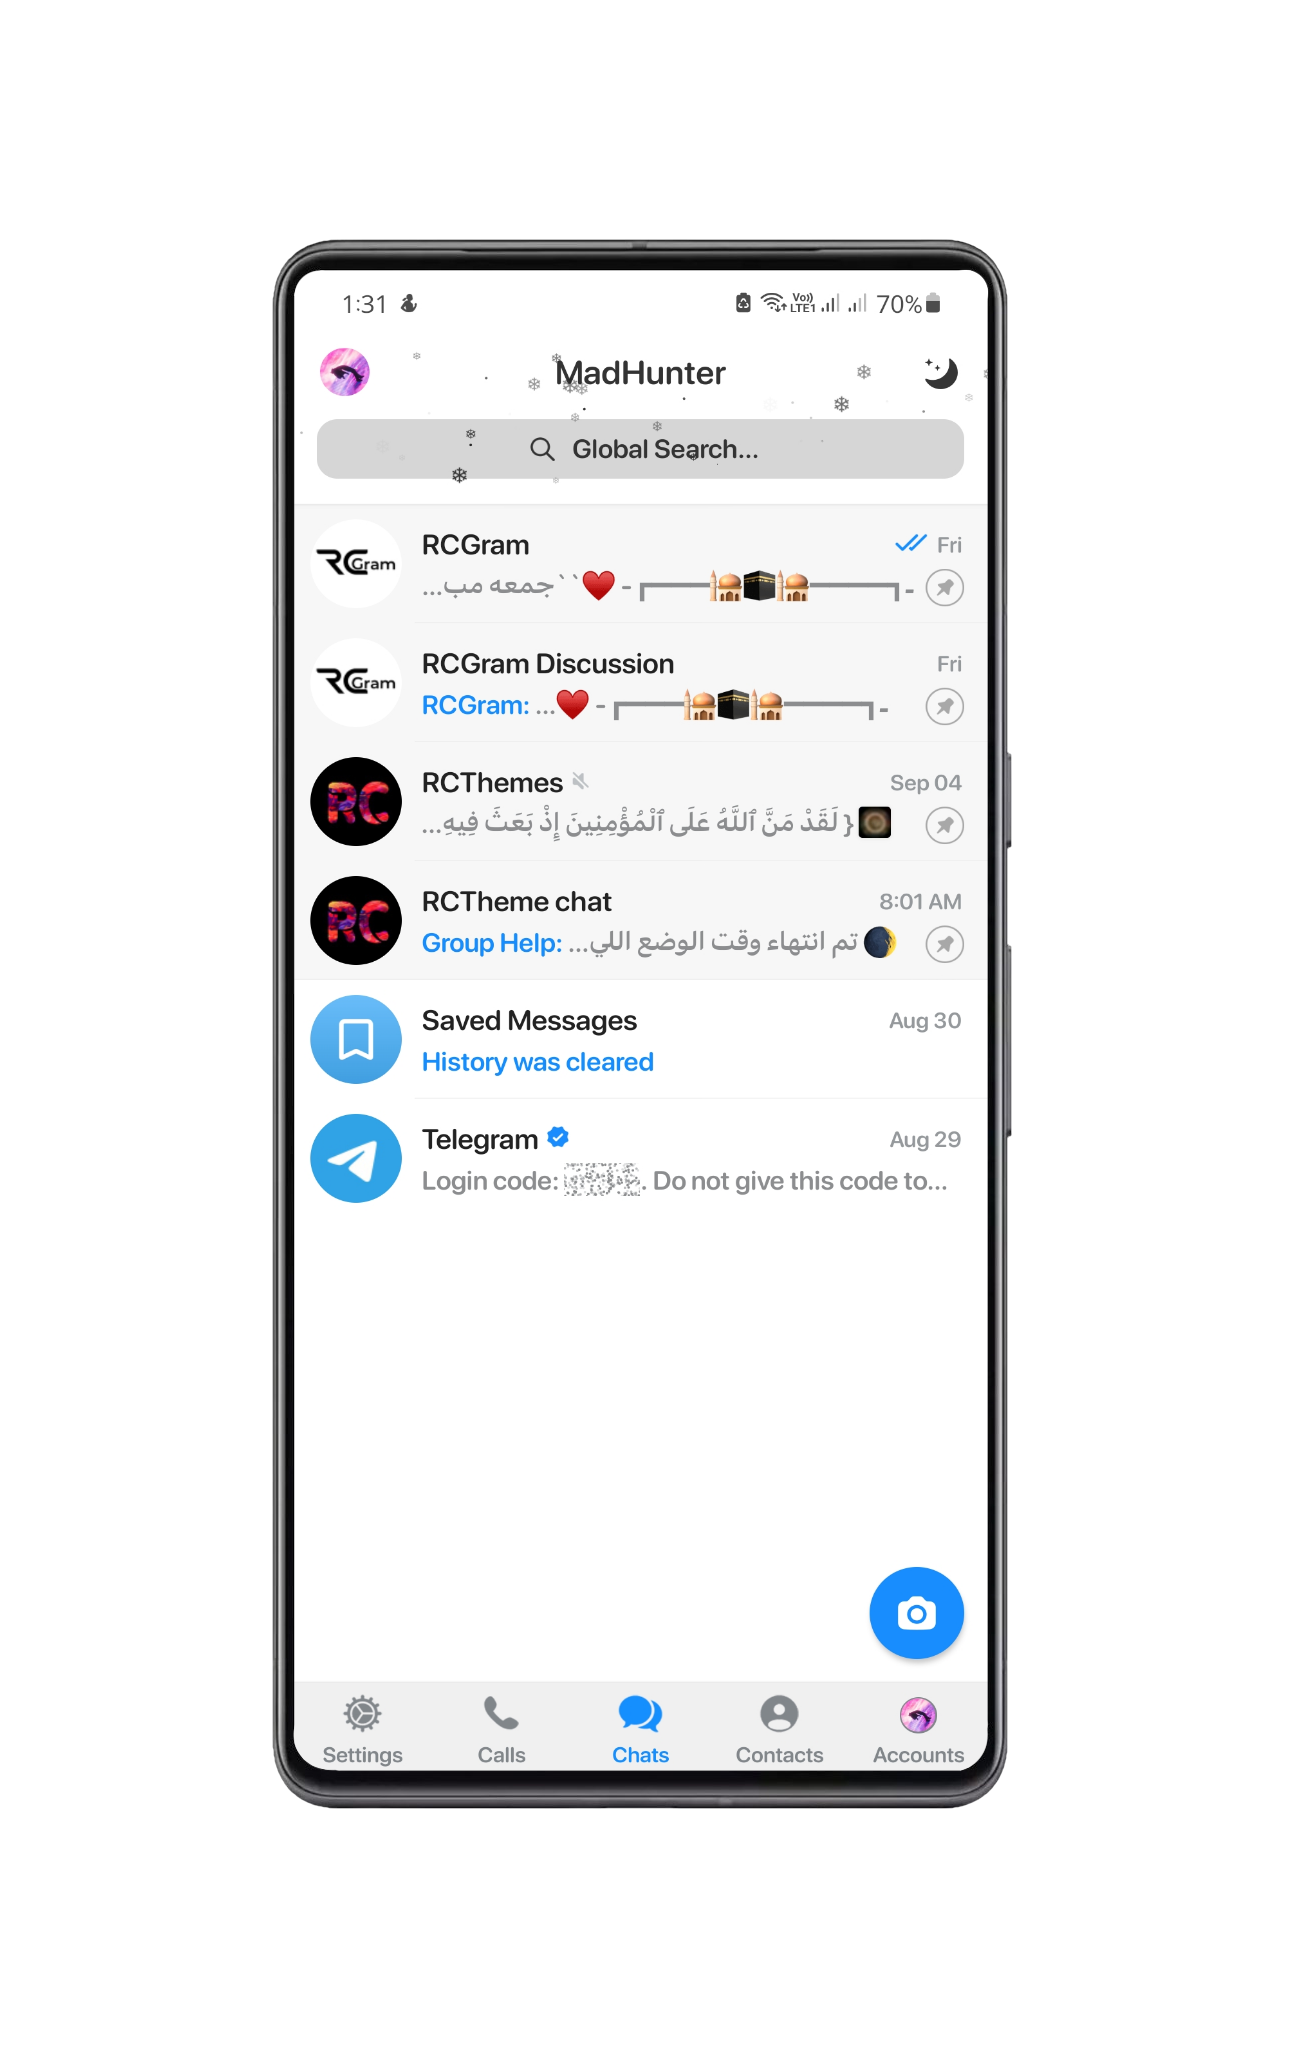 1:31
Vo)) LTE1 70%
MadHunter
Global Search...
RCGram
RCGram Fri
- ┌────🕌🕋🕌────┐ - ❤️``جمعه مب...
RCGram
RCGram Discussion Fri
RCGram: ...❤️ - ┌────🕌🕋🕌────┐ -
RC
RCThemes Sep 04
{ لَقَدْ مَنَّ ٱللَّهُ عَلَى ٱلْمُؤْمِنِينَ إِذْ بَعَثَ فِيهِ...
RC
RCTheme chat 8:01 AM
Group Help: 🌒 تم انتهاء وقت الوضع اللي...
Saved Messages Aug 30
History was cleared
Telegram Aug 29
Login code: . Do not give this code to...
Settings Calls Chats Contacts Accounts